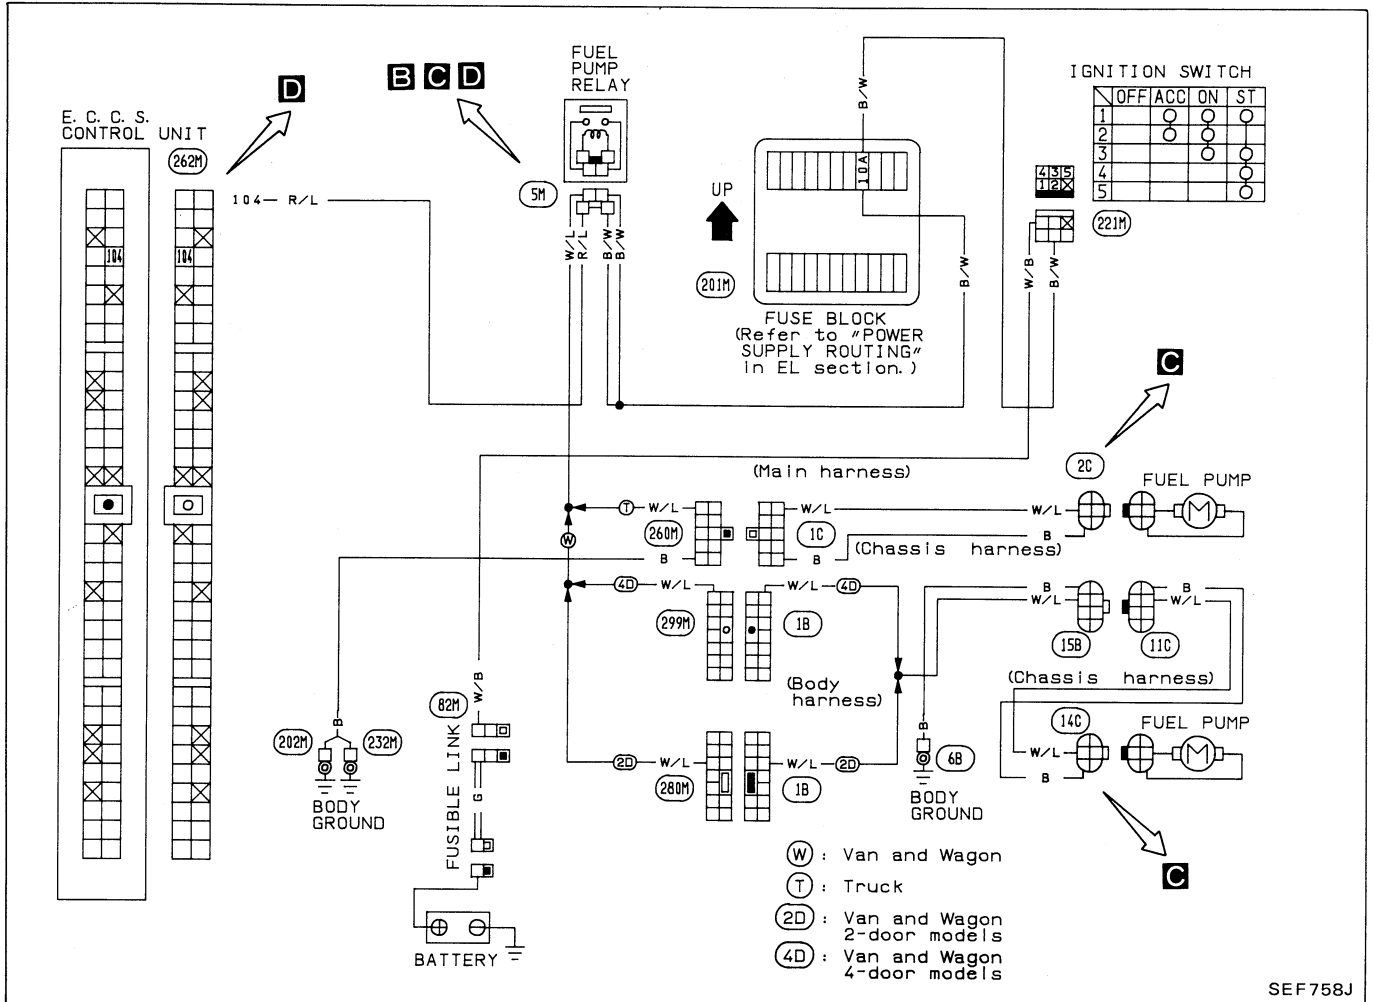 FUEL
PUMP
RELAY
B/W
IGNITION SWITCH
OFF ACC ON ST
1
2
3
4
5
D
B C D
E. C. C. S.
CONTROL UNIT
262M
104— R/L
5M
10A
4 3 5
1 2
221M
UP
104
104
W/L
R/L
B/W
B/W
201M
B/W
W/B
B/W
FUSE BLOCK
(Refer to "POWER
SUPPLY ROUTING"
in EL section.)
C
(Main harness)
2C
FUEL PUMP
T W/L
W/L
W/L
M
260M
1C
W
B
B
B
(Chassis harness)
4D W/L
W/L 4D
B
W/L
B
W/L
299M
1B
15B
11C
W/B
(Body
harness)
(Chassis harness)
82M
B
202M
232M
BODY
GROUND
FUSIBLE LINK
G
2D W/L
W/L 2D
280M
1B
B
6B
BODY
GROUND
14C
FUEL PUMP
W/L
B
M
W : Van and Wagon
T : Truck
2D : Van and Wagon
2-door models
4D : Van and Wagon
4-door models
C
BATTERY
SEF758J